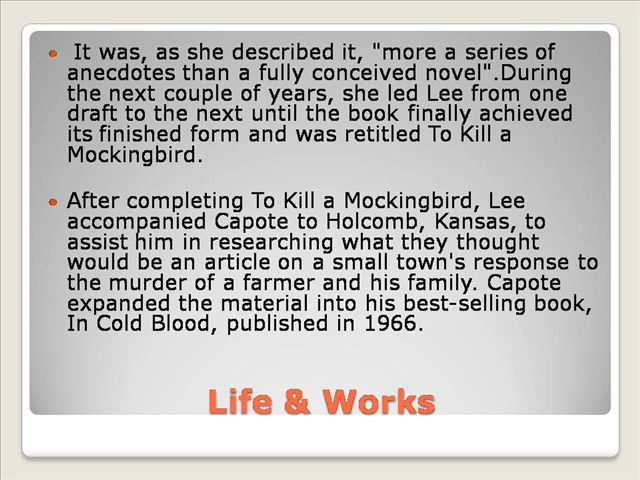 It was, as she described it, "more a series of
anecdotes than a fully conceived novel".During
the next couple of years, she led Lee from one
draft to the next until the book finally achieved
its finished form and was retitled To Kill a
Mockingbird.
After completing To Kill a Mockingbird, Lee
accompanied Capote to Holcomb, Kansas, to
assist him in researching what they thought
would be an article on a small town's response to
the murder of a farmer and his family. Capote
expanded the material into his best-selling book,
In Cold Blood, published in 1966.
Life & Works